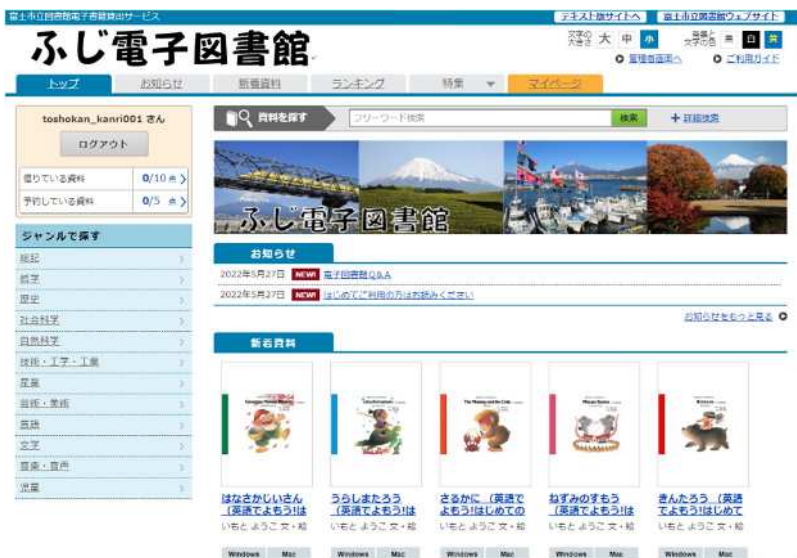 富士市立図書館電子書籍貸出サービス
テキスト版サイトへ 富士市立図書館ウェブサイト
ふじ電子図書館
文字の大きさ 大 中 小 背景と文字の色 黒 白 黄
管理者画面へ ご利用ガイド
トップ お知らせ 新着資料 ランキング 特集 マイページ
toshokan_kanri001 さん
ログアウト
借りている資料 0/10 点
予約している資料 0/5 点
資料を探す フリーワード検索 検索 + 詳細検索
ふじ電子図書館
ジャンルで探す
総記
哲学
歴史
社会科学
自然科学
技術・工学・工業
産業
芸術・美術
言語
文学
音楽・音声
児童
お知らせ
2022年5月27日 NEW! 電子図書館Q&A
2022年5月27日 NEW! はじめてご利用の方はお読みください
お知らせをもっと見る
新着資料
はなさかじいさん
（英語でよもう!は
いもと ようこ 文・絵
Windows Mac
うらしまたろう
（英語でよもう!は
いもと ようこ 文・絵
Windows Mac
さるかに （英語で
よもう!はじめての
いもと ようこ 文・絵
Windows Mac
ねずみのすもう
（英語でよもう!は
いもと ようこ 文・絵
Windows Mac
きんたろう （英語
でよもう!はじめて
いもと ようこ 文・絵
Windows Mac